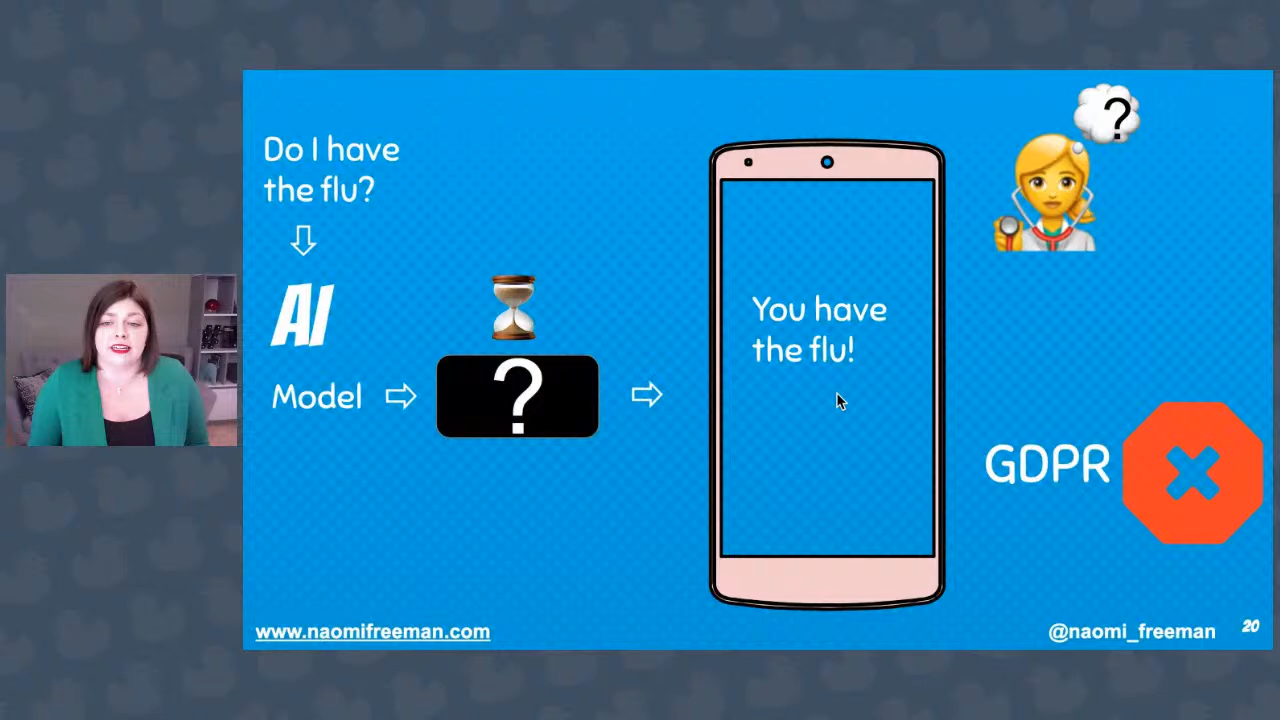 Do I have
the flu?
AI
Model
?
You have
the flu!
?
GDPR
www.naomifreeman.com
@naomi_freeman
20